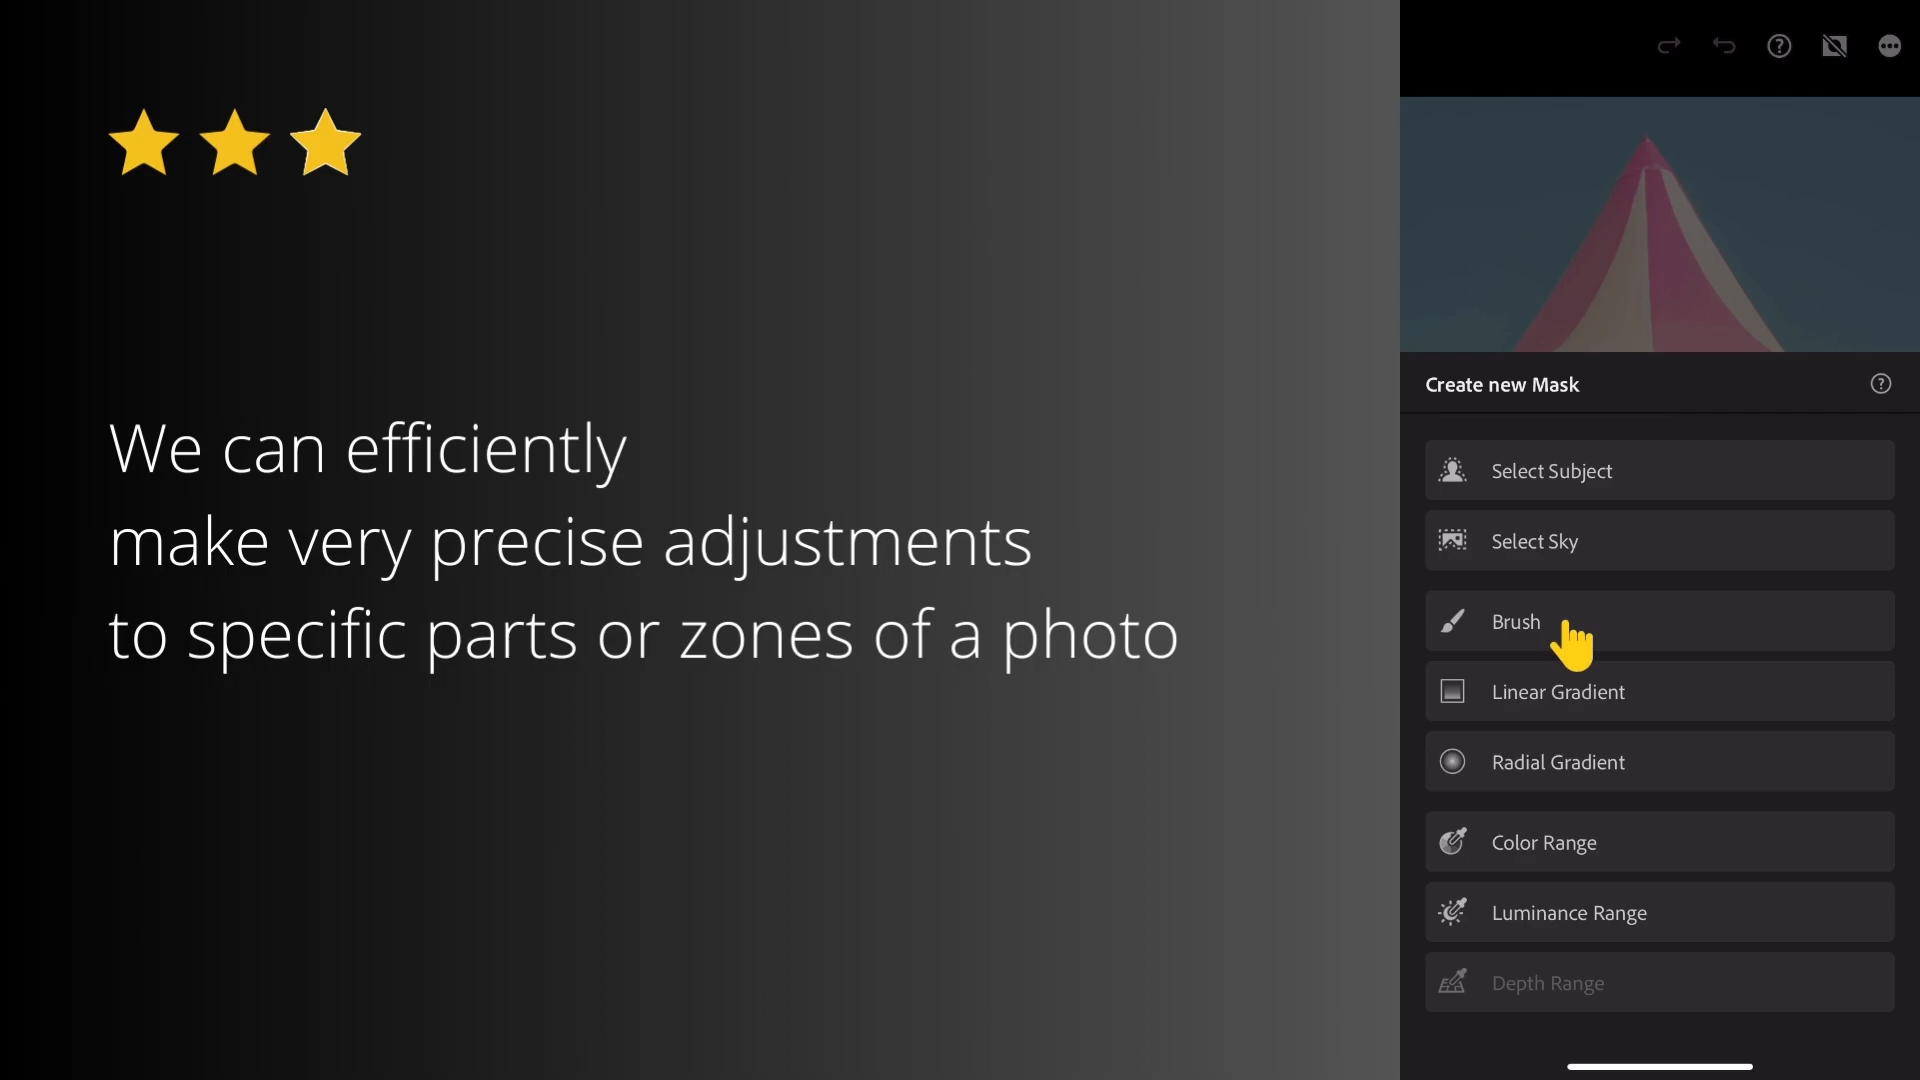 We can efficiently
make very precise adjustments
to specific parts or zones of a photo
Create new Mask
Select Subject
Select Sky
Brush
Linear Gradient
Radial Gradient
Color Range
Luminance Range
Depth Range